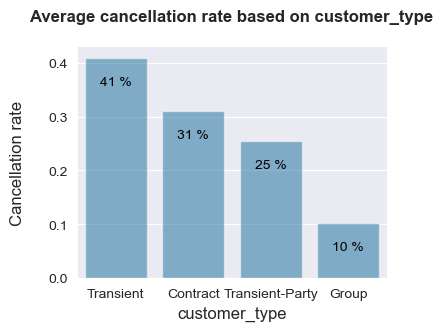 Average cancellation rate based on customer_type
Cancellation rate
0.4
0.3
0.2
0.1
0.0
41 %
31 %
25 %
10 %
Transient Contract Transient-Party Group
customer_type